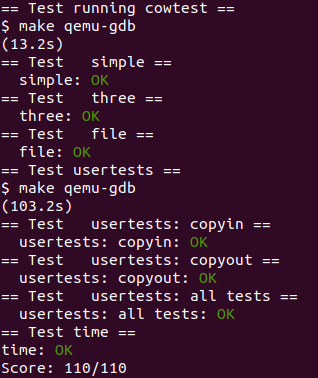 == Test running cowtest ==
$ make qemu-gdb
(13.2s)
== Test   simple ==
  simple: OK
== Test   three ==
  three: OK
== Test   file ==
  file: OK
== Test usertests ==
$ make qemu-gdb
(103.2s)
== Test   usertests: copyin ==
  usertests: copyin: OK
== Test   usertests: copyout ==
  usertests: copyout: OK
== Test   usertests: all tests ==
  usertests: all tests: OK
== Test time ==
time: OK
Score: 110/110